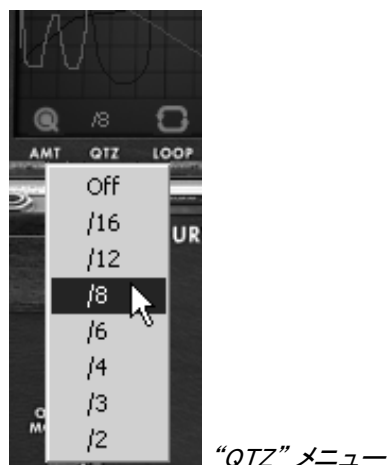 /8
AMT QTZ LOOP
Off
/16
UR
/12
/8
/6
/4
/3
/2
“QTZ” メニュー